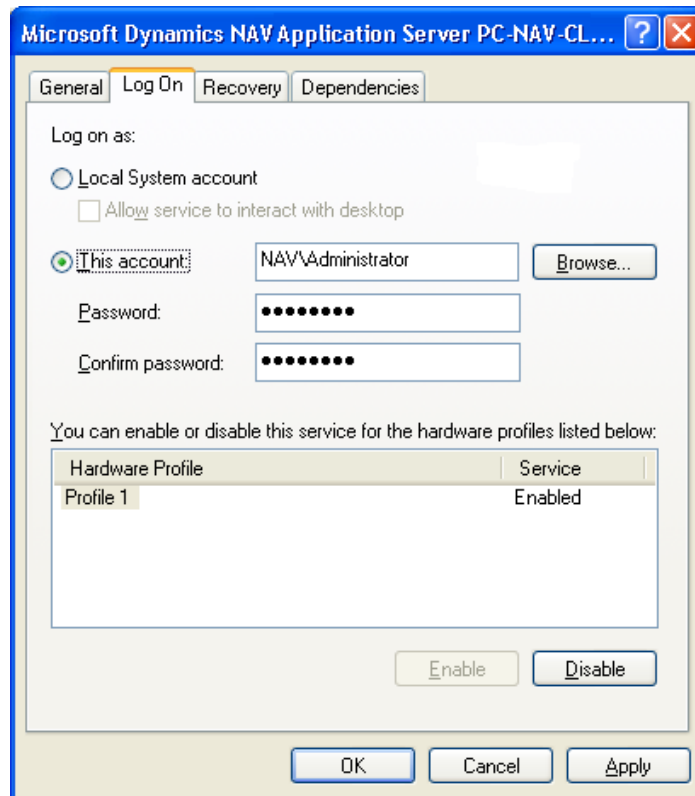 Microsoft Dynamics NAV Application Server PC-NAV-CL...
General Log On Recovery Dependencies
Log on as:
Local System account
Allow service to interact with desktop
This account: NAV\Administrator Browse...
Password: ●●●●●●●●
Confirm password: ●●●●●●●●
You can enable or disable this service for the hardware profiles listed below:
Hardware Profile Service
Profile 1 Enabled
Enable Disable
OK Cancel Apply